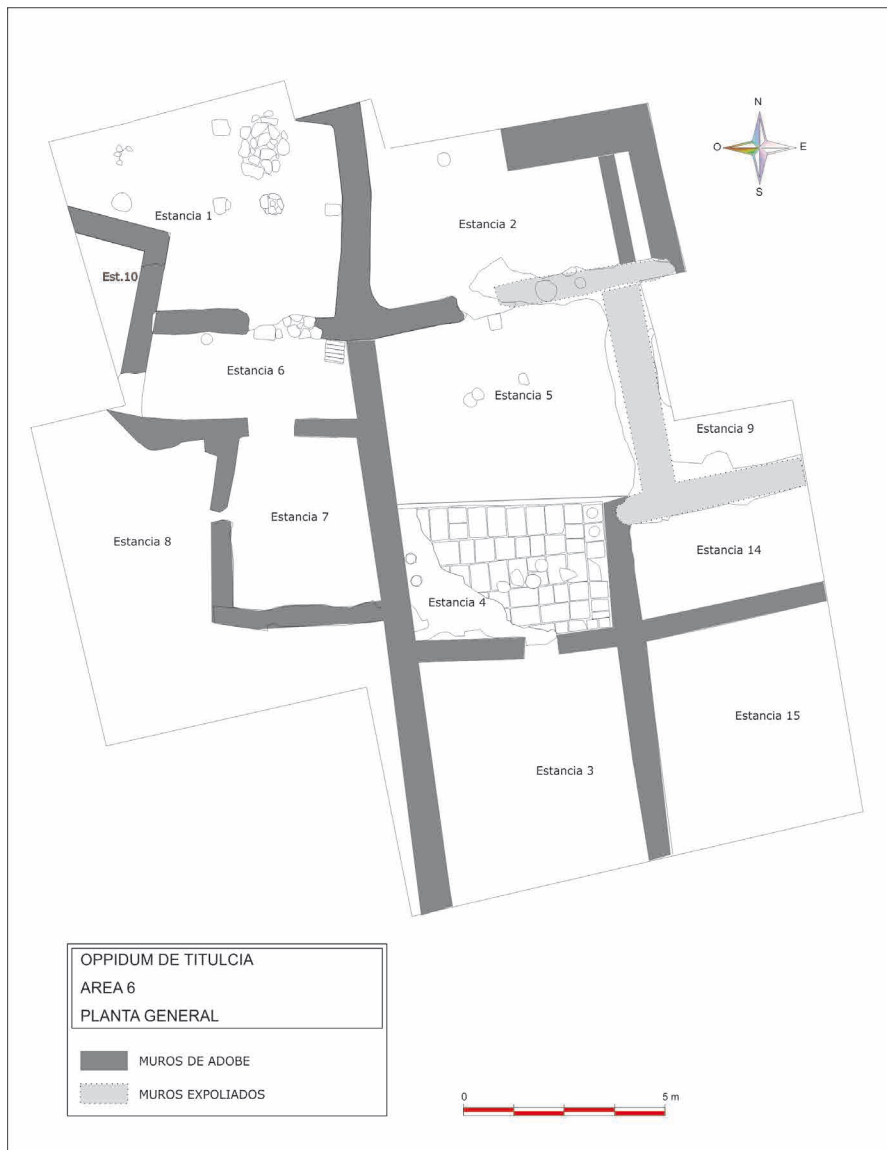 N
O E
S
Estancia 1
Estancia 2
Est.10
Estancia 6
Estancia 5
Estancia 9
Estancia 7
Estancia 8
Estancia 14
Estancia 4
Estancia 15
Estancia 3
OPPIDUM DE TITULCIA
AREA 6
PLANTA GENERAL
MUROS DE ADOBE
MUROS EXPOLIADOS
0 5 m